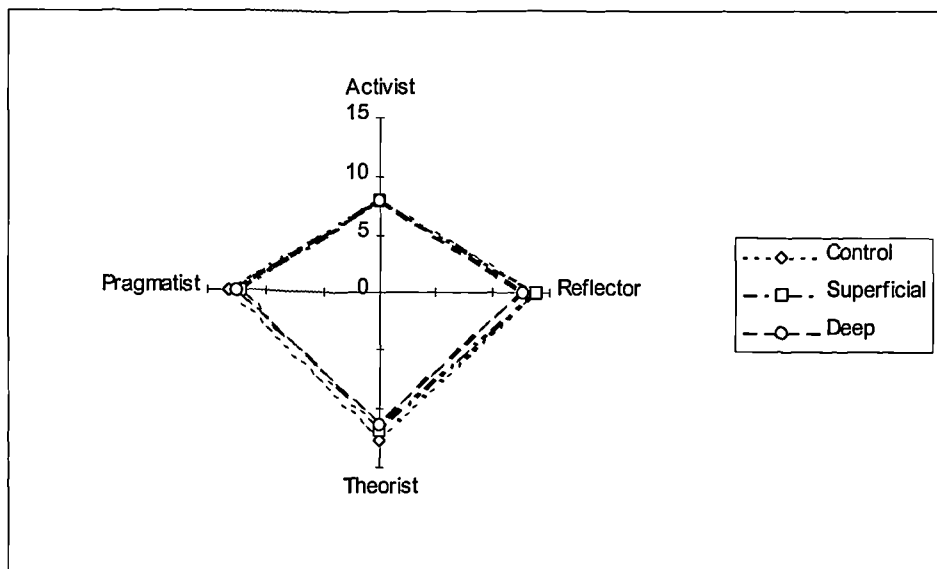 Activist
15
10
5
Pragmatist
0
Reflector
Theorist
Control
Superficial
Deep